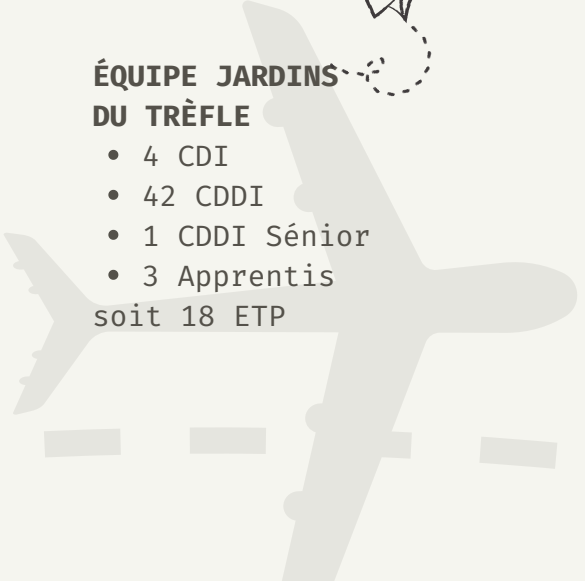 ÉQUIPE JARDINS
DU TRÈFLE
• 4 CDI
• 42 CDDI
• 1 CDDI Sénior
• 3 Apprentis
soit 18 ETP